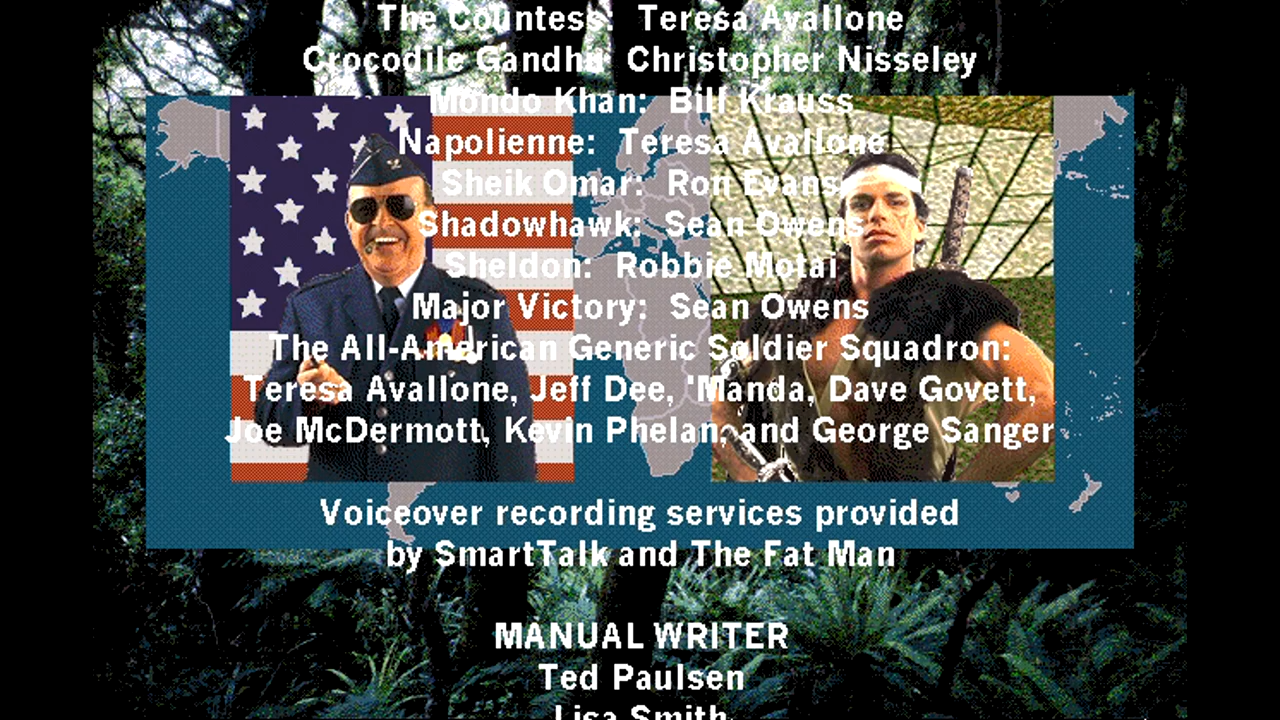 The Countess: Teresa Avallone
Crocodile Gandhi: Christopher Nisseley
Mondo Khan: Bill Krauss
Napolienne: Teresa Avallone
Sheik Omar: Ron Evans
Shadowhawk: Sean Owens
Sheldon: Robbie Motai
Major Victory: Sean Owens
The All-American Generic Soldier Squadron:
Teresa Avallone, Jeff Dee, 'Manda, Dave Govett,
Joe McDermott, Kevin Phelan, and George Sanger
Voiceover recording services provided
by SmartTalk and The Fat Man
MANUAL WRITER
Ted Paulsen
Lisa Smith